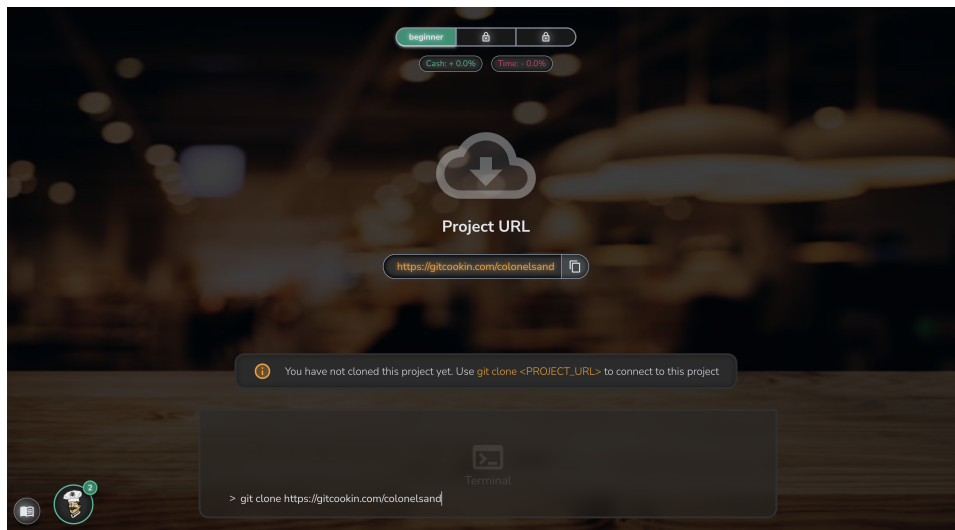 beginner
Cash: + 0.0%
Time: - 0.0%
Project URL
https://gitcookin.com/colonelsand
You have not cloned this project yet. Use git clone <PROJECT_URL> to connect to this project
Terminal
> git clone https://gitcookin.com/colonelsand
2